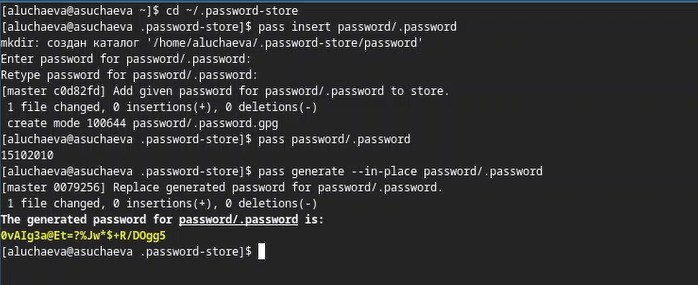 [aluchaeva@asuchaeva ~]$ cd ~/.password-store
[aluchaeva@asuchaeva .password-store]$ pass insert password/.password
mkdir: создан каталог '/home/aluchaeva/.password-store/password'
Enter password for password/.password:
Retype password for password/.password:
[master c0d82fd] Add given password for password/.password to store.
 1 file changed, 0 insertions(+), 0 deletions(-)
 create mode 100644 password/.password.gpg
[aluchaeva@asuchaeva .password-store]$ pass password/.password
15102010
[aluchaeva@asuchaeva .password-store]$ pass generate --in-place password/.password
[master 0079256] Replace generated password for password/.password.
 1 file changed, 0 insertions(+), 0 deletions(-)
The generated password for password/.password is:
0vAIg3a@Et=?%Jw*$+R/DOgg5
[aluchaeva@asuchaeva .password-store]$